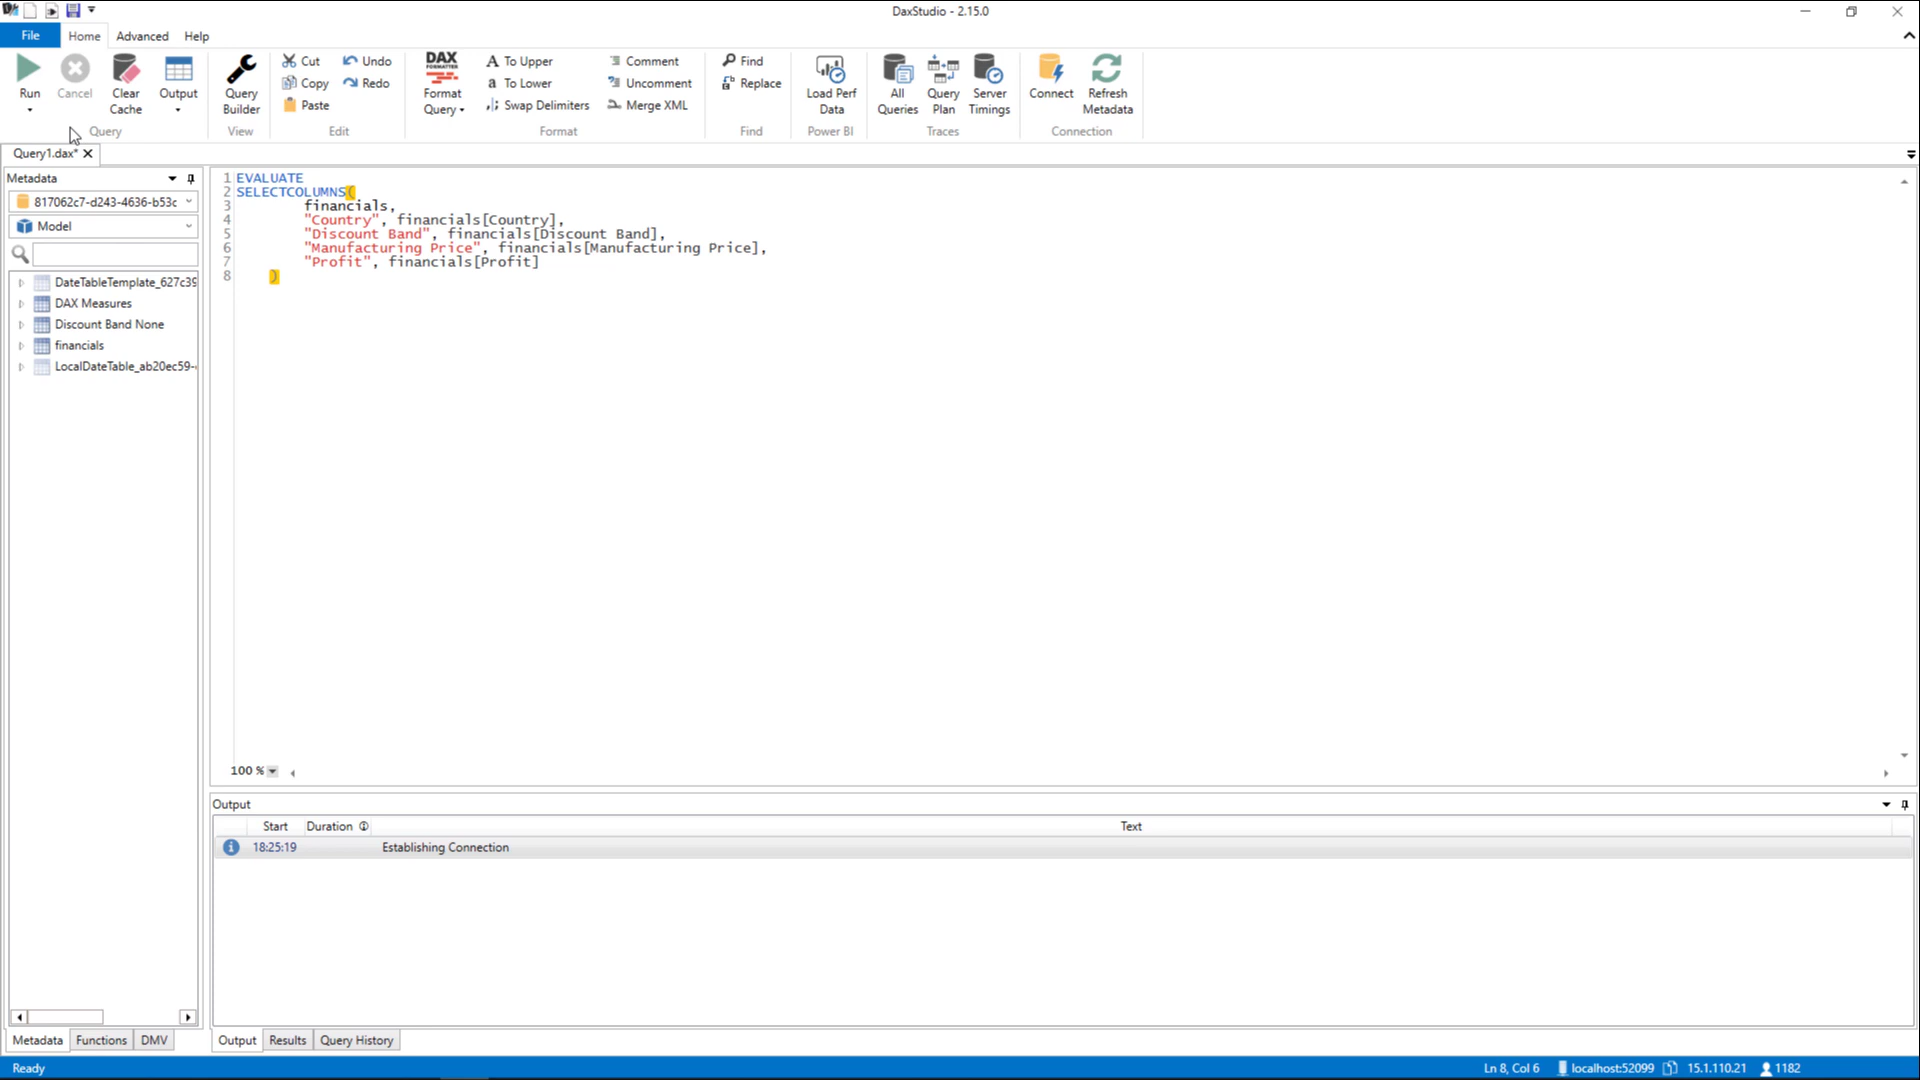 DaxStudio - 2.15.0
File Home Advanced Help
Run Cancel Clear Cache Output Query Builder Cut Copy Paste Undo Redo DAX FORMATTER Format Query To Upper To Lower Swap Delimiters Comment Uncomment Merge XML Find Replace Load Perf Data All Queries Query Plan Server Timings Connect Refresh Metadata
Query View Edit Format Find Power BI Traces Connection
Query1.dax*
Metadata
817062c7-d243-4636-b53c
Model
DateTableTemplate_627c39
DAX Measures
Discount Band None
financials
LocalDateTable_ab20ec59-
1 EVALUATE
2 SELECTCOLUMNS(
3 financials,
4 "Country", financials[Country],
5 "Discount Band", financials[Discount Band],
6 "Manufacturing Price", financials[Manufacturing Price],
7 "Profit", financials[Profit]
8 )
100 %
Output
Start Duration Text
18:25:19 Establishing Connection
Metadata Functions DMV Output Results Query History
Ready Ln 8, Col 6 localhost:52099 15.1.110.21 1182